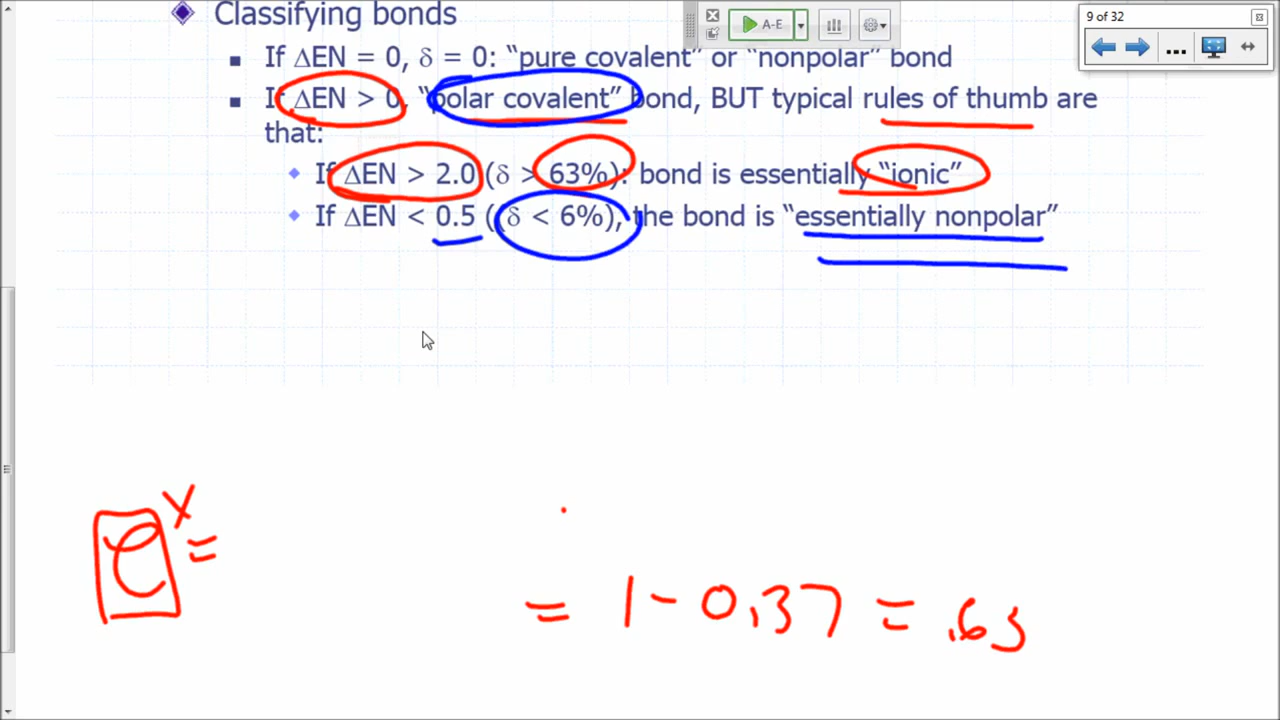 Classifying bonds
A-E
9 of 32
If ΔEN = 0, δ = 0: “pure covalent” or “nonpolar” bond
If ΔEN > 0, “polar covalent” bond, BUT typical rules of thumb are
that:
If ΔEN > 2.0 (δ > 63%): bond is essentially “ionic”
If ΔEN < 0.5 ((δ < 6%), the bond is “essentially nonpolar”
e^x =
= 1 - 0.37 = .63